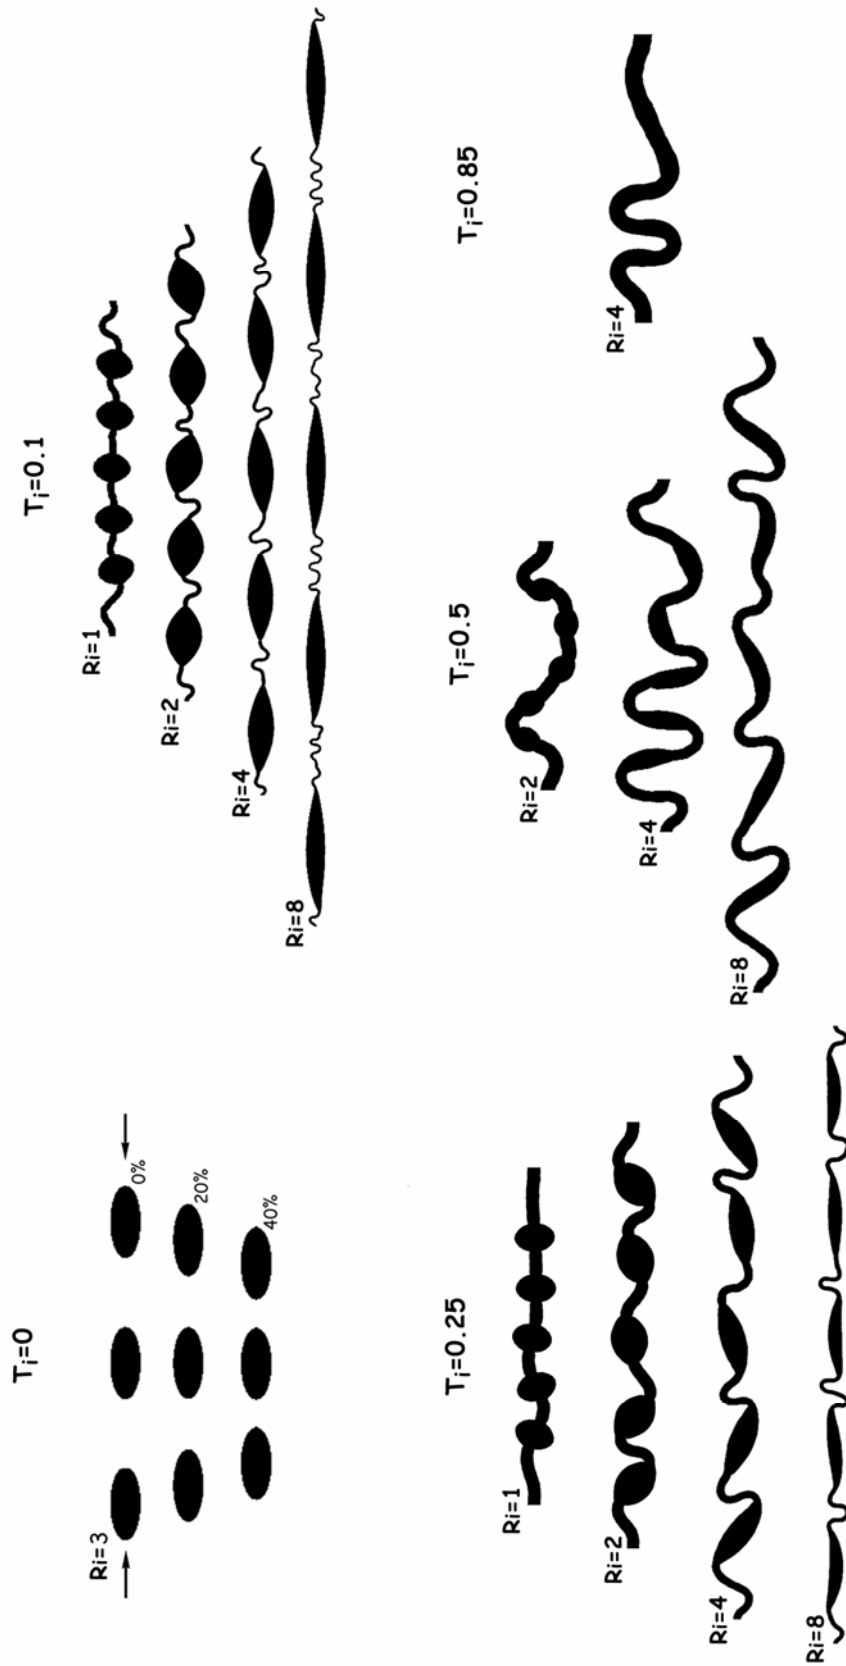 Tᵢ=0
Ri=3
0%
20%
40%
Tᵢ=0.1
Ri=1
Ri=2
Ri=4
Ri=8
Tᵢ=0.25
Ri=1
Ri=2
Ri=4
Ri=8
Tᵢ=0.5
Ri=2
Ri=4
Ri=8
Tᵢ=0.85
Ri=4